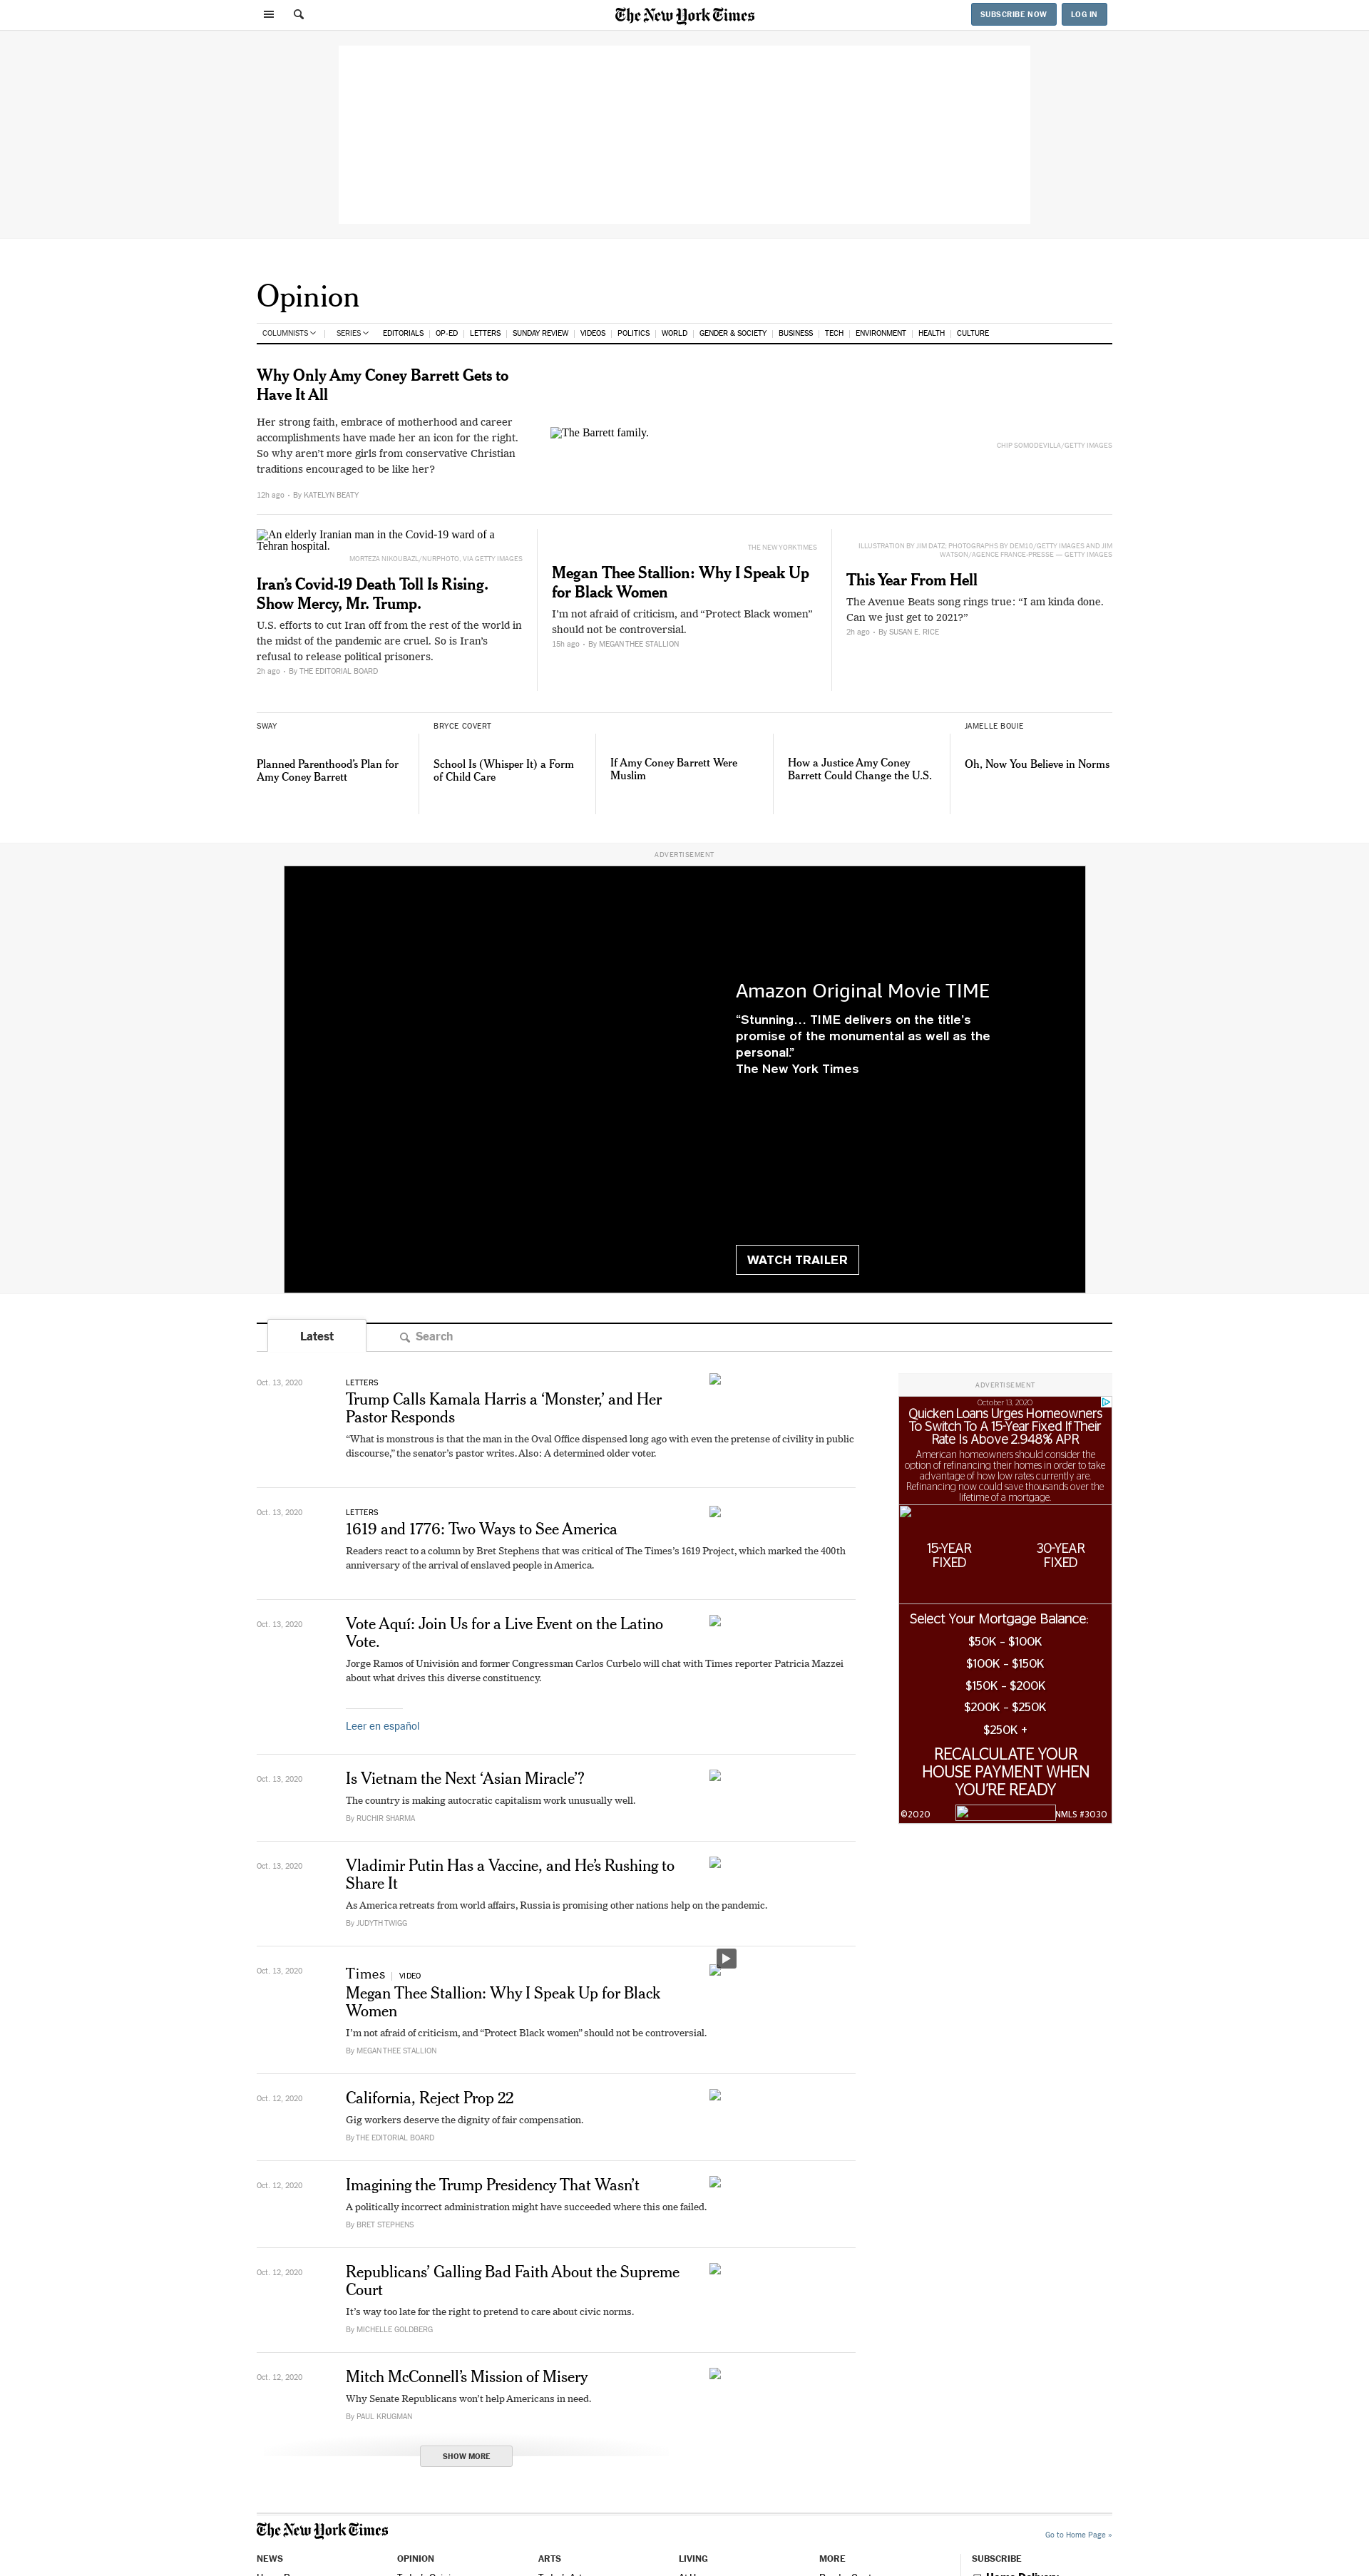 The New York Times
SUBSCRIBE NOW
LOG IN
Opinion
COLUMNISTS
SERIES
EDITORIALS
OP-ED
LETTERS
SUNDAY REVIEW
VIDEOS
POLITICS
WORLD
GENDER & SOCIETY
BUSINESS
TECH
ENVIRONMENT
HEALTH
CULTURE
Why Only Amy Coney Barrett Gets to
Have It All
Her strong faith, embrace of motherhood and career
accomplishments have made her an icon for the right.
So why aren't more girls from conservative Christian
traditions encouraged to be like her?
12h ago • By KATELYN BEATY
The Barrett family.
CHIP SOMODEVILLA/GETTY IMAGES
An elderly Iranian man in the Covid-19 ward of a
Tehran hospital.
MORTEZA NIKOUBAZL/NURPHOTO, VIA GETTY IMAGES
Iran's Covid-19 Death Toll Is Rising.
Show Mercy, Mr. Trump.
U.S. efforts to cut Iran off from the rest of the world in
the midst of the pandemic are cruel. So is Iran's
refusal to release political prisoners.
2h ago • By THE EDITORIAL BOARD
THE NEW YORK TIMES
Megan Thee Stallion: Why I Speak Up
for Black Women
I'm not afraid of criticism, and “Protect Black women”
should not be controversial.
15h ago • By MEGAN THEE STALLION
ILLUSTRATION BY JIM DATZ; PHOTOGRAPHS BY DEM10/GETTY IMAGES AND JIM
WATSON/AGENCE FRANCE-PRESSE — GETTY IMAGES
This Year From Hell
The Avenue Beats song rings true: “I am kinda done.
Can we just get to 2021?”
2h ago • By SUSAN E. RICE
SWAY
Planned Parenthood's Plan for
Amy Coney Barrett
BRYCE COVERT
School Is (Whisper It) a Form
of Child Care
If Amy Coney Barrett Were
Muslim
How a Justice Amy Coney
Barrett Could Change the U.S.
JAMELLE BOUIE
Oh, Now You Believe in Norms
ADVERTISEMENT
Amazon Original Movie TIME
“Stunning… TIME delivers on the title's
promise of the monumental as well as the
personal.”
The New York Times
WATCH TRAILER
Latest
Search
Oct. 13, 2020
LETTERS
Trump Calls Kamala Harris a ‘Monster,’ and Her
Pastor Responds
“What is monstrous is that the man in the Oval Office dispensed long ago with even the pretense of civility in public
discourse,” the senator's pastor writes. Also: A determined older voter.
Oct. 13, 2020
LETTERS
1619 and 1776: Two Ways to See America
Readers react to a column by Bret Stephens that was critical of The Times's 1619 Project, which marked the 400th
anniversary of the arrival of enslaved people in America.
Oct. 13, 2020
Vote Aquí: Join Us for a Live Event on the Latino
Vote.
Jorge Ramos of Univisión and former Congressman Carlos Curbelo will chat with Times reporter Patricia Mazzei
about what drives this diverse constituency.
Leer en español
Oct. 13, 2020
Is Vietnam the Next ‘Asian Miracle’?
The country is making autocratic capitalism work unusually well.
By RUCHIR SHARMA
Oct. 13, 2020
Vladimir Putin Has a Vaccine, and He's Rushing to
Share It
As America retreats from world affairs, Russia is promising other nations help on the pandemic.
By JUDYTH TWIGG
Oct. 13, 2020
Times | VIDEO
Megan Thee Stallion: Why I Speak Up for Black
Women
I'm not afraid of criticism, and “Protect Black women” should not be controversial.
By MEGAN THEE STALLION
Oct. 12, 2020
California, Reject Prop 22
Gig workers deserve the dignity of fair compensation.
By THE EDITORIAL BOARD
Oct. 12, 2020
Imagining the Trump Presidency That Wasn't
A politically incorrect administration might have succeeded where this one failed.
By BRET STEPHENS
Oct. 12, 2020
Republicans' Galling Bad Faith About the Supreme
Court
It's way too late for the right to pretend to care about civic norms.
By MICHELLE GOLDBERG
Oct. 12, 2020
Mitch McConnell's Mission of Misery
Why Senate Republicans won't help Americans in need.
By PAUL KRUGMAN
SHOW MORE
ADVERTISEMENT
October 13, 2020
Quicken Loans Urges Homeowners
To Switch To A 15-Year Fixed If Their
Rate Is Above 2.948% APR
American homeowners should consider the
option of refinancing their homes in order to take
advantage of how low rates currently are.
Refinancing now could save thousands over the
lifetime of a mortgage.
15-YEAR
FIXED
30-YEAR
FIXED
Select Your Mortgage Balance:
$50K - $100K
$100K - $150K
$150K - $200K
$200K - $250K
$250K +
RECALCULATE YOUR
HOUSE PAYMENT WHEN
YOU'RE READY
©2020
NMLS #3030
The New York Times
Go to Home Page »
NEWS
OPINION
ARTS
LIVING
MORE
SUBSCRIBE